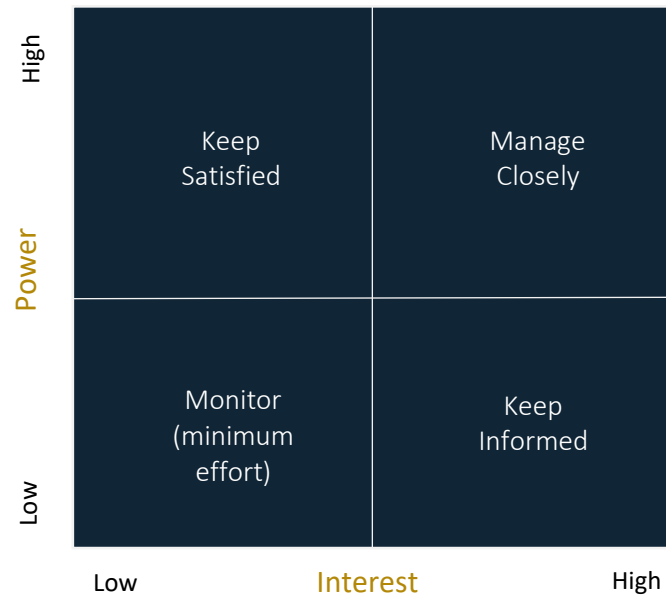 High
Keep
Satisfied
Manage
Closely
Power
Monitor
(minimum
effort)
Keep
Informed
Low
Low
Interest
High